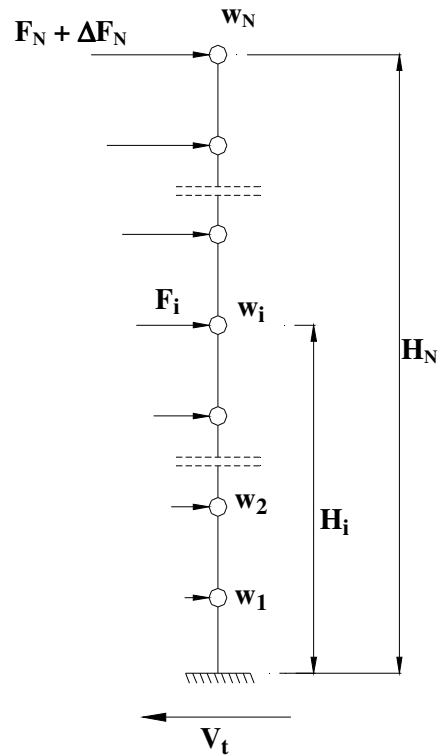 w_N
F_N + ΔF_N
F_i
w_i
H_N
w_2
H_i
w_1
V_t